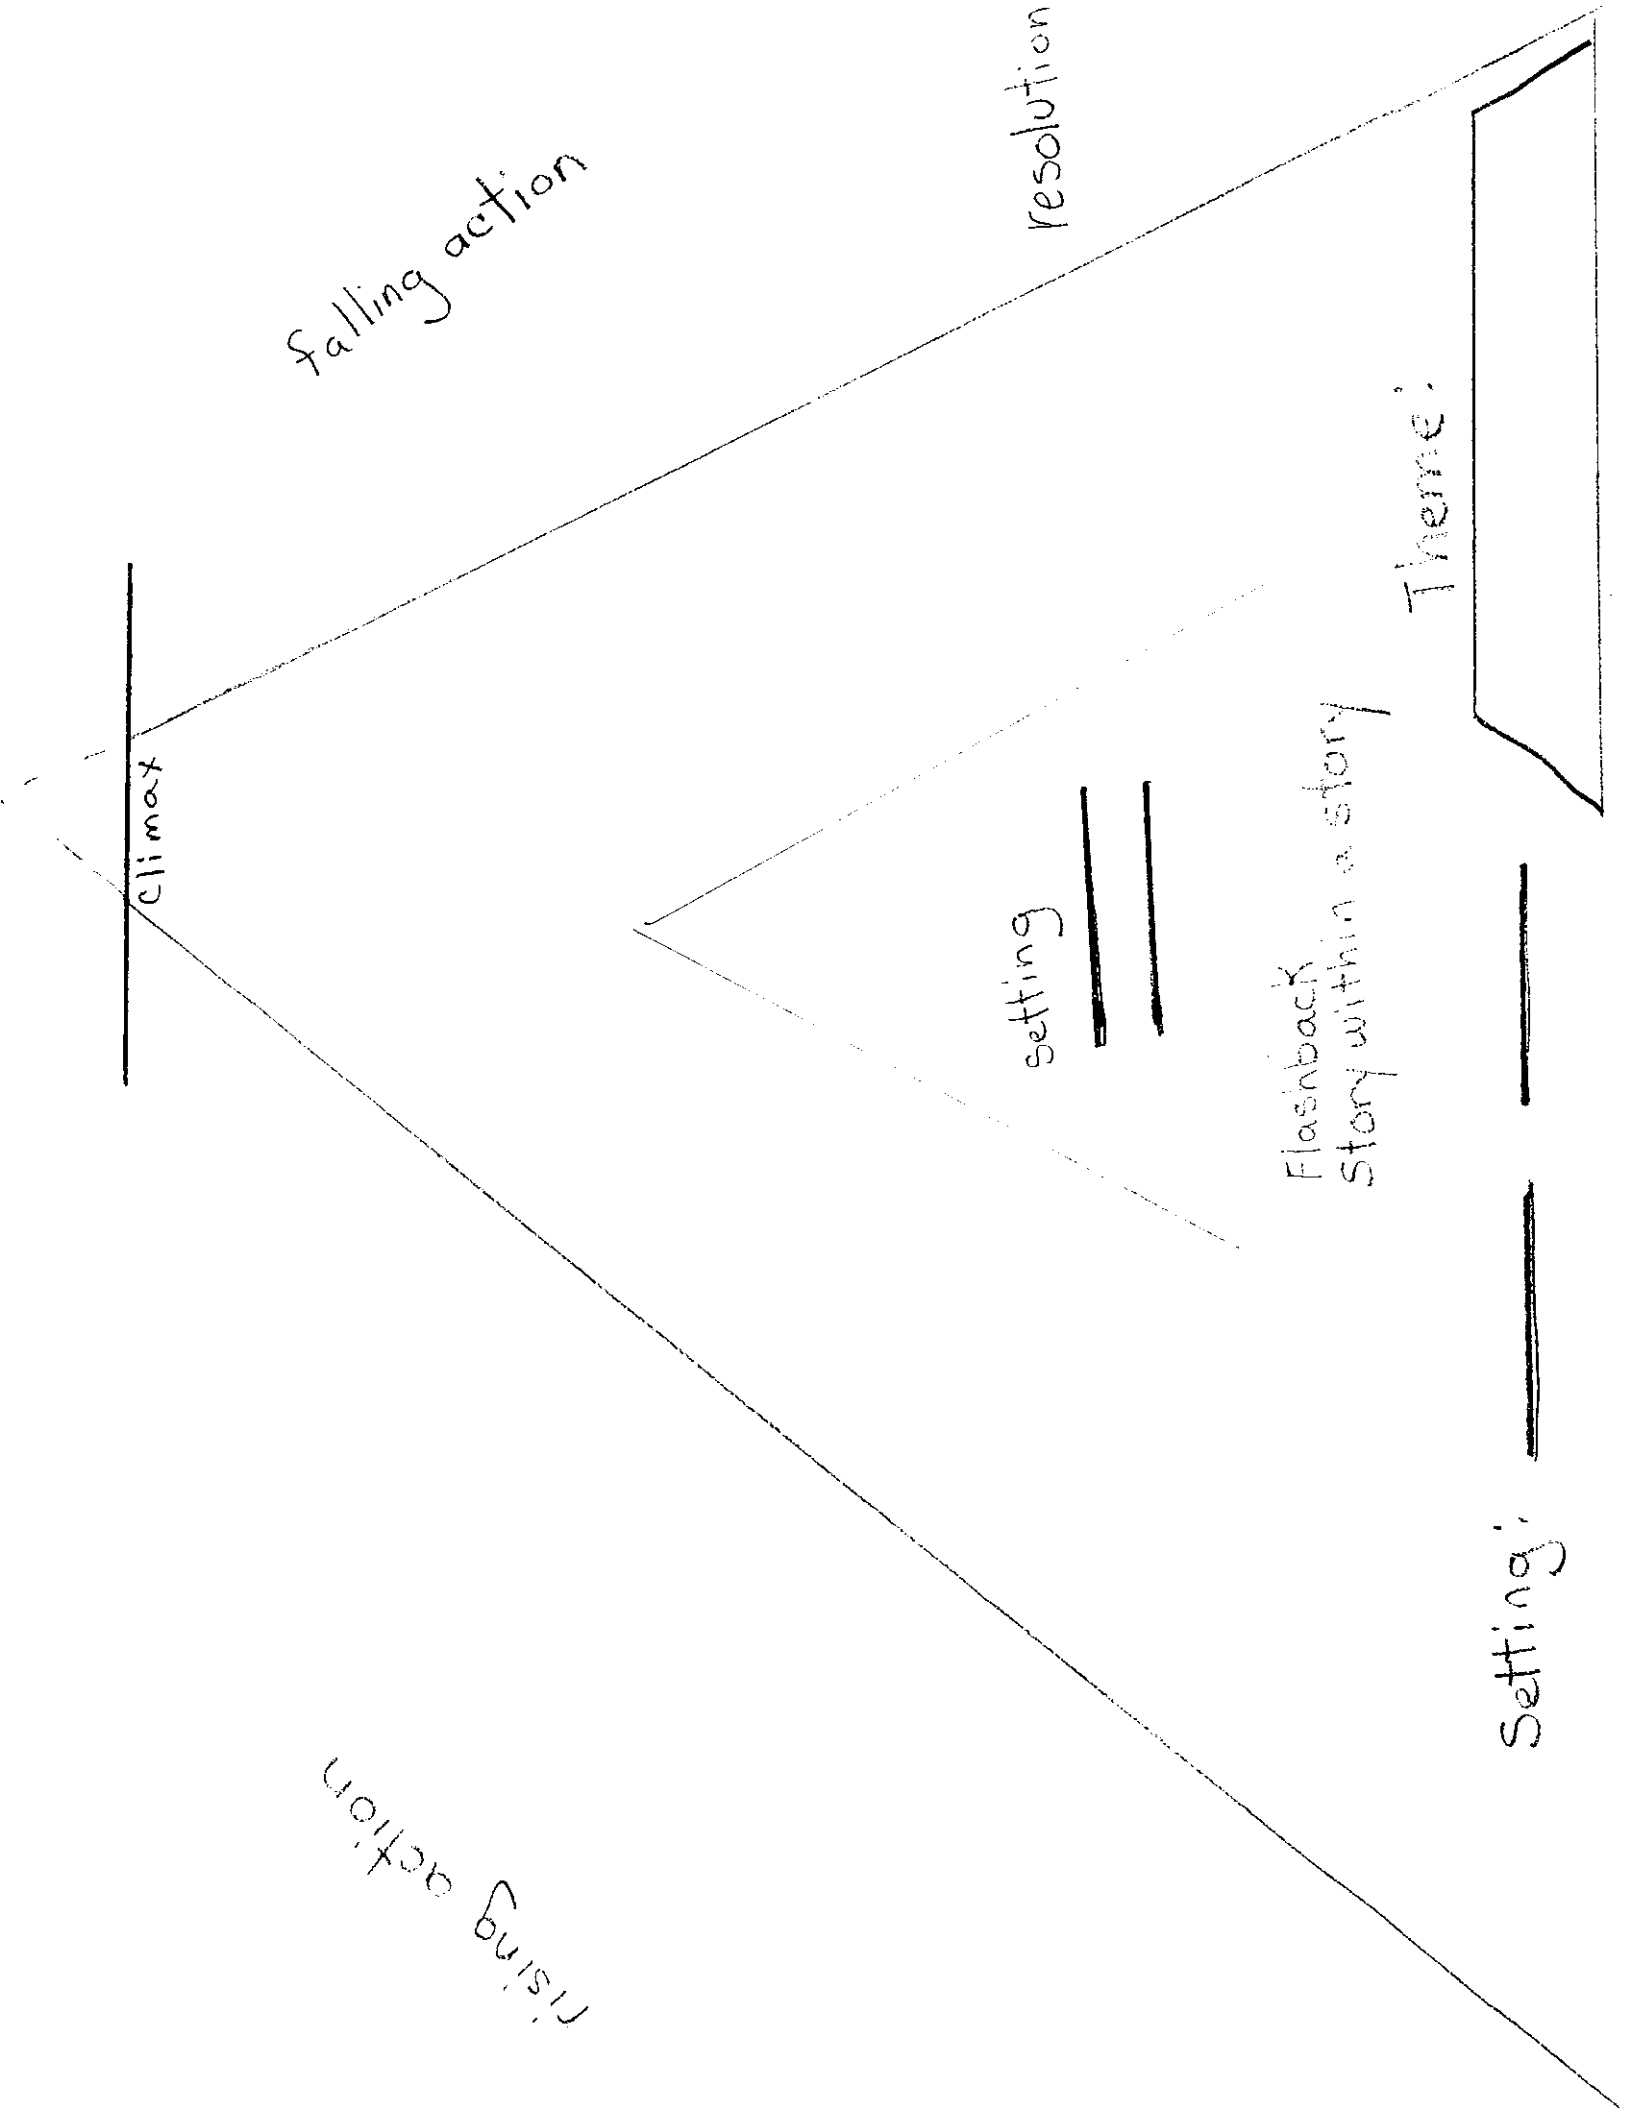 climax
rising action
falling action
resolution
setting
Flashback
Story within a story
Theme:
Setting: